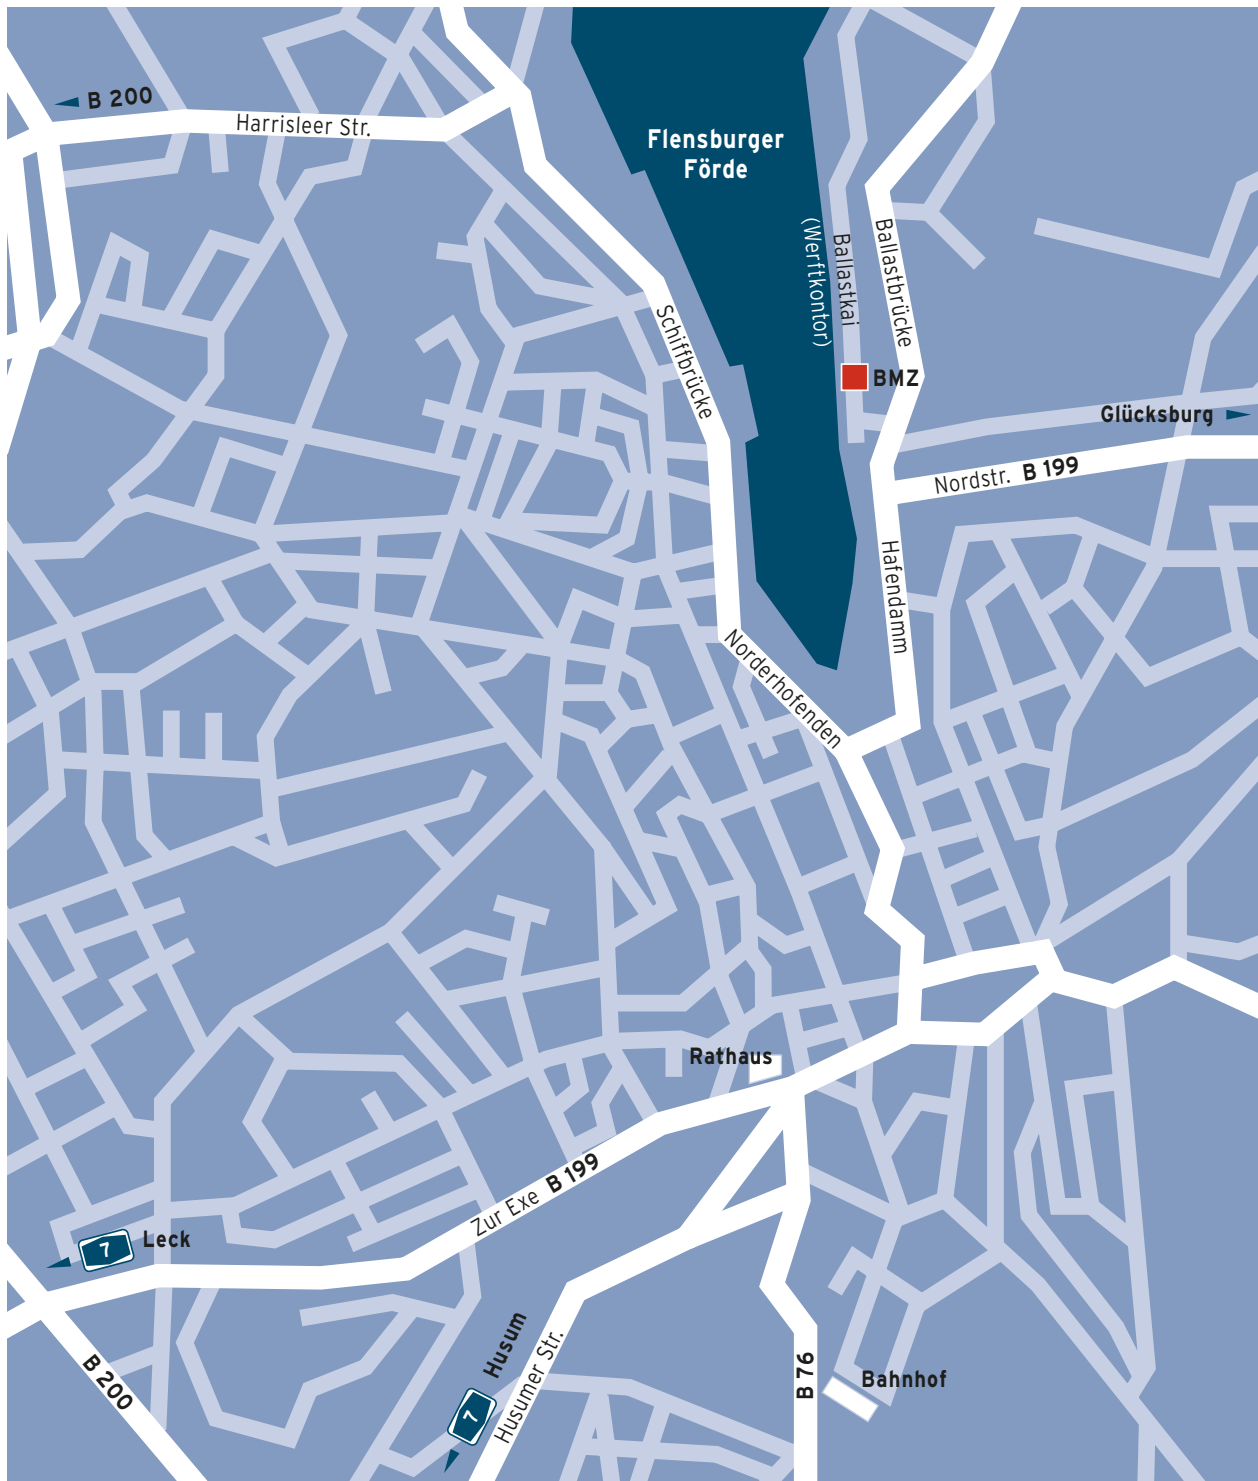 B 200
Harrisleer Str.
Flensburger
Förde
(Werftkontor)
Ballastkai
Ballastbrücke
Schiffbrücke
BMZ
Glücksburg
Nordstr. B 199
Hafendamm
Norderhofenden
Rathaus
Zur Exe B 199
7
Leck
B 200
Husum
7
Husumer Str.
B 76
Bahnhof